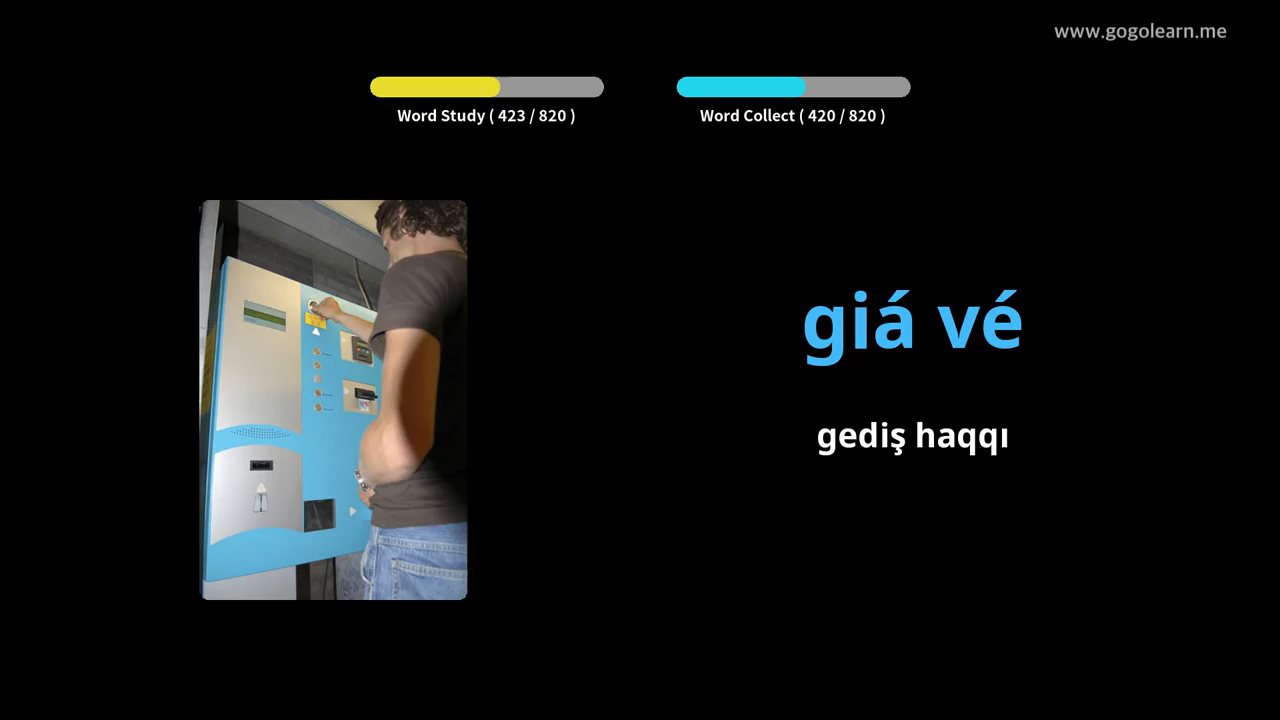 www.gogolearn.me
Word Study ( 423 / 820 )
Word Collect ( 420 / 820 )
giá vé
gediş haqqı